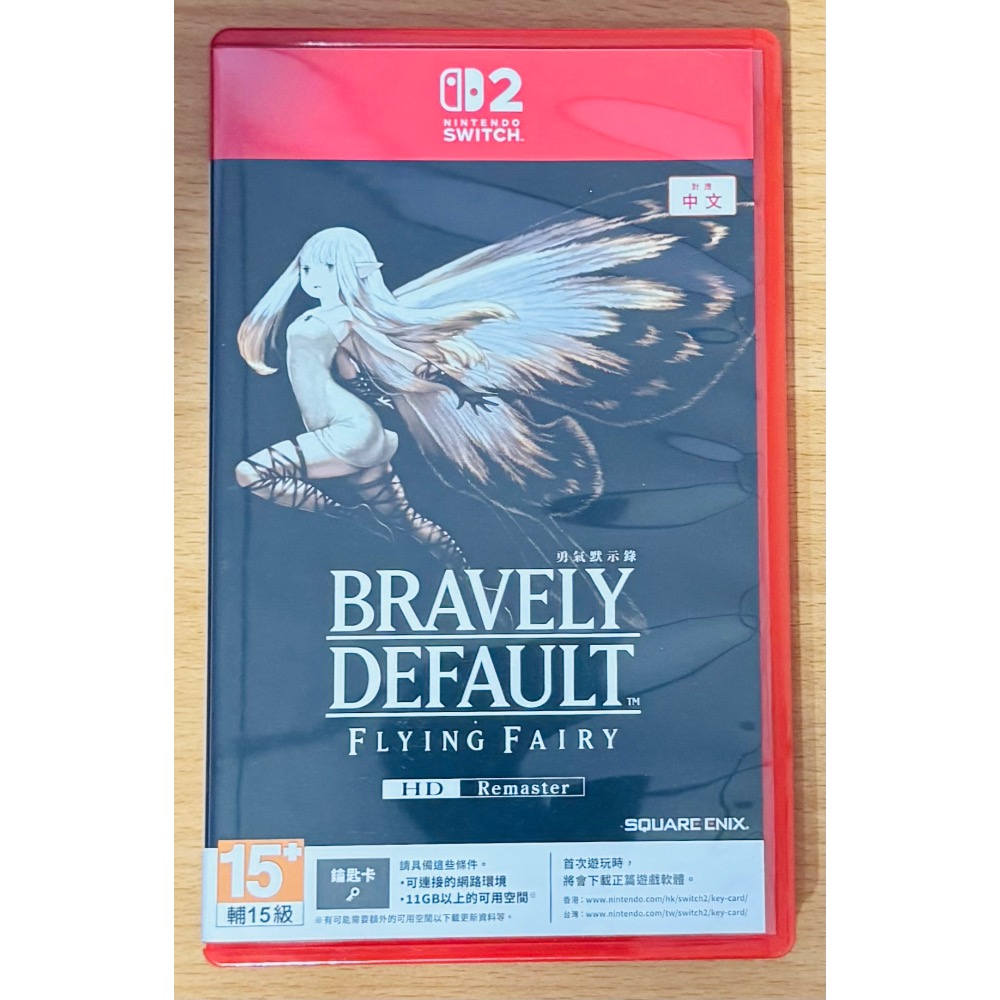 2
NINTENDO
SWITCH™
對應
中文
勇氣默示錄
BRAVELY
DEFAULT™
FLYING FAIRY
HD Remaster
SQUARE ENIX®
15+
輔15級
鑰匙卡
請具備這些條件。
・可連接的網路環境
・11GB以上的可用空間※
※有可能需要額外的可用空間以下載更新資料等。
首次遊玩時，
將會下載正篇遊戲軟體。
香港：www.nintendo.com/hk/switch2/key-card/
台灣：www.nintendo.com/tw/switch2/key-card/